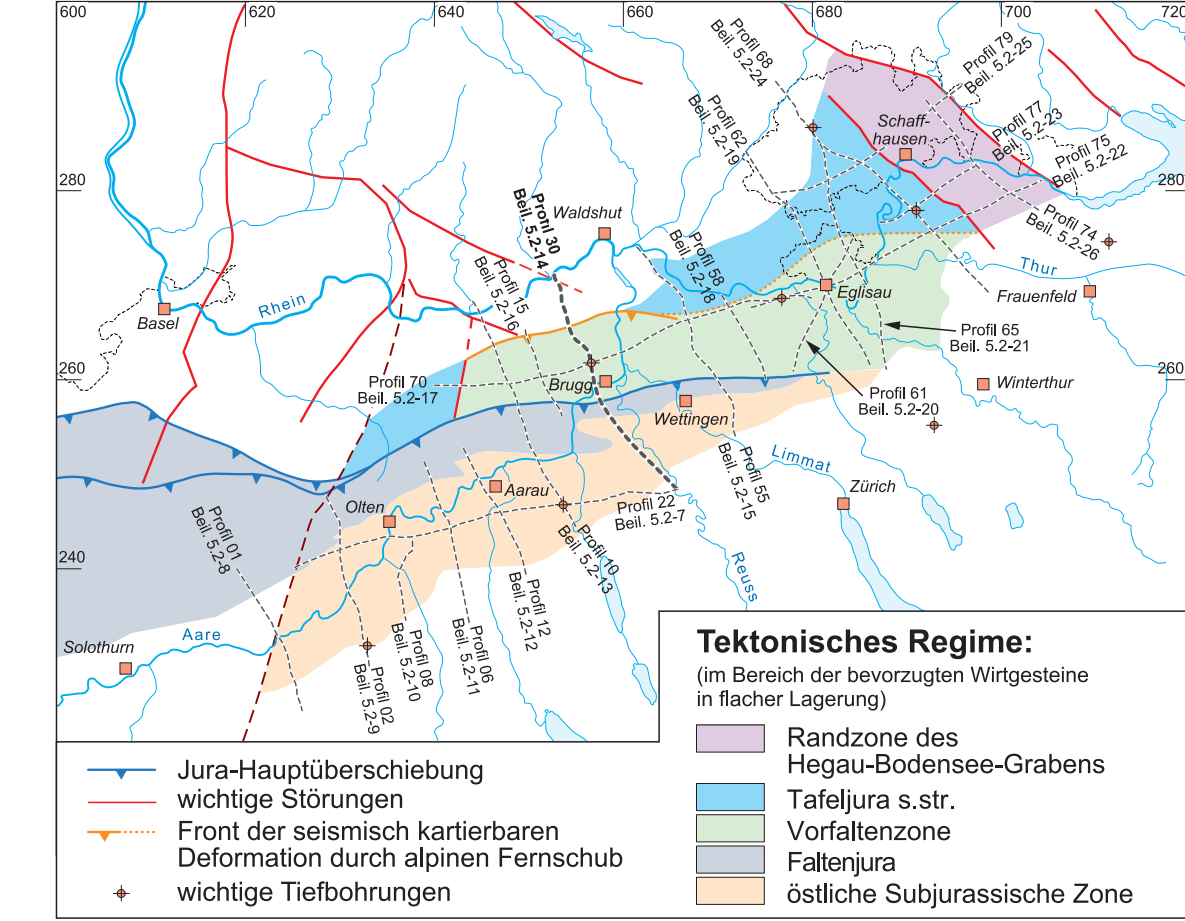 600
620
640
660
680
700
720
280
280
260
260
240
Profil 68
Beil. 5.2-24
Profil 79
Beil. 5.2-25
Profil 62
Beil. 5.2-19
Schaff-
hausen
Profil 77
Beil. 5.2-23
Profil 75
Beil. 5.2-22
Profil 30
Beil. 5.2-14
Waldshut
Profil 74
Beil. 5.2-26
Profil 58
Beil. 5.2-18
Profil 15
Beil. 5.2-16
Thur
Rhein
Basel
Eglisau
Frauenfeld
Profil 65
Beil. 5.2-21
Profil 70
Beil. 5.2-17
Brugg
Winterthur
Profil 61
Beil. 5.2-20
Wettingen
Limmat
Profil 55
Beil. 5.2-15
Zürich
Aarau
Olten
Profil 22
Beil. 5.2-7
Profil 01
Beil. 5.2-8
Profil 10
Beil. 5.2-13
Reuss
Profil 12
Beil. 5.2-12
Profil 06
Beil. 5.2-11
Profil 08
Beil. 5.2-10
Profil 02
Beil. 5.2-9
Aare
Solothurn
Tektonisches Regime:
(im Bereich der bevorzugten Wirtgesteine
in flacher Lagerung)
Randzone des
Hegau-Bodensee-Grabens
Tafeljura s.str.
Vorfaltenzone
Faltenjura
östliche Subjurassische Zone
Jura-Hauptüberschiebung
wichtige Störungen
Front der seismisch kartierbaren
Deformation durch alpinen Fernschub
wichtige Tiefbohrungen